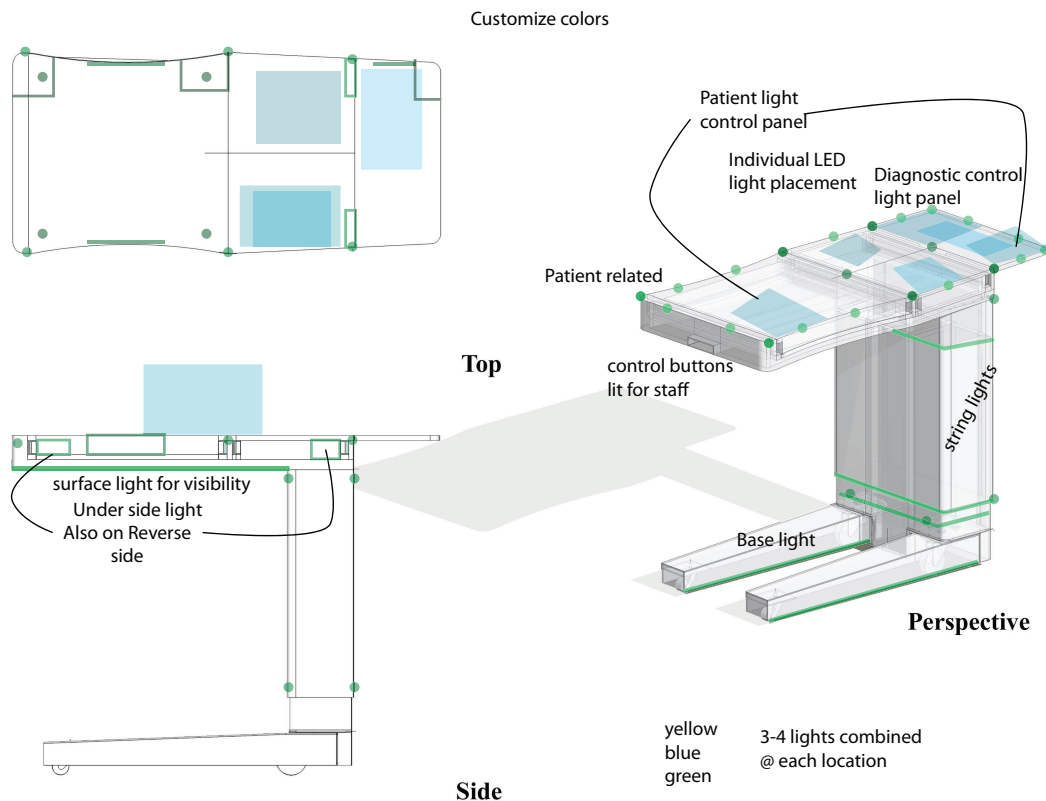 Customize colors
Patient light
control panel
Individual LED
light placement
Diagnostic control
light panel
Patient related
Top
control buttons
lit for staff
string lights
surface light for visibility
Under side light
Also on Reverse
side
Base light
Perspective
yellow
blue
green
3-4 lights combined
@ each location
Side